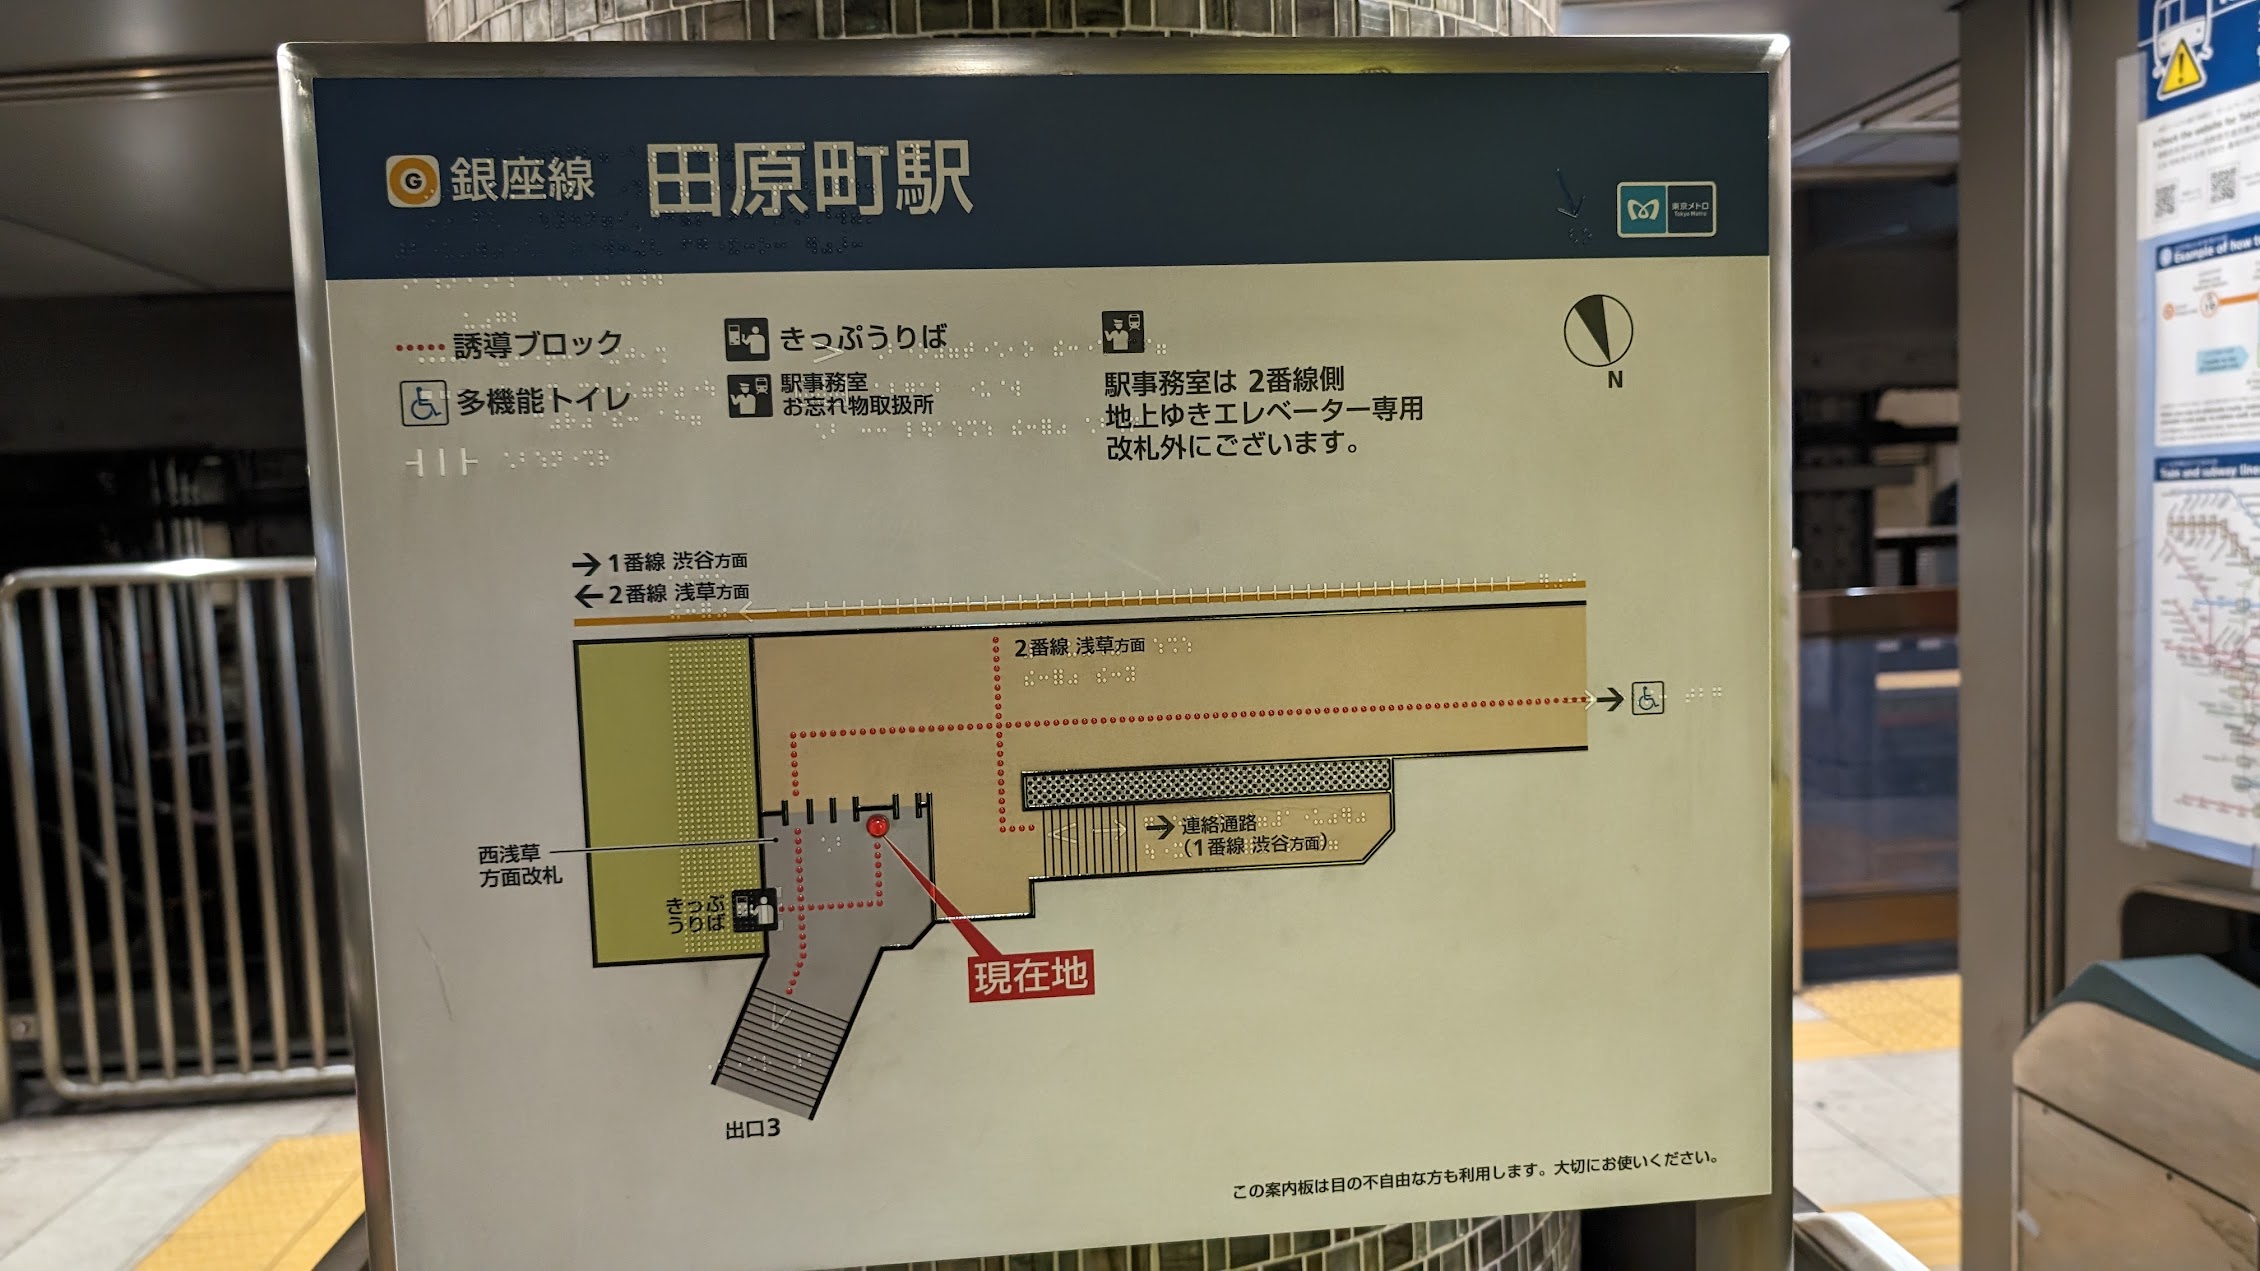 G 銀座線 田原町駅
東京メトロ
Tokyo Metro
誘導ブロック
多機能トイレ
きっぷうりば
駅事務室
お忘れ物取扱所
駅事務室は 2番線側
地上ゆきエレベーター専用
改札外にございます。
N
→1番線 渋谷方面
←2番線 浅草方面
2番線 浅草方面
→連絡通路
(1番線 渋谷方面)
西浅草
方面改札
きっぷ
うりば
現在地
出口3
この案内板は目の不自由な方も利用します。大切にお使いください。
Example of how t
Train and subway line